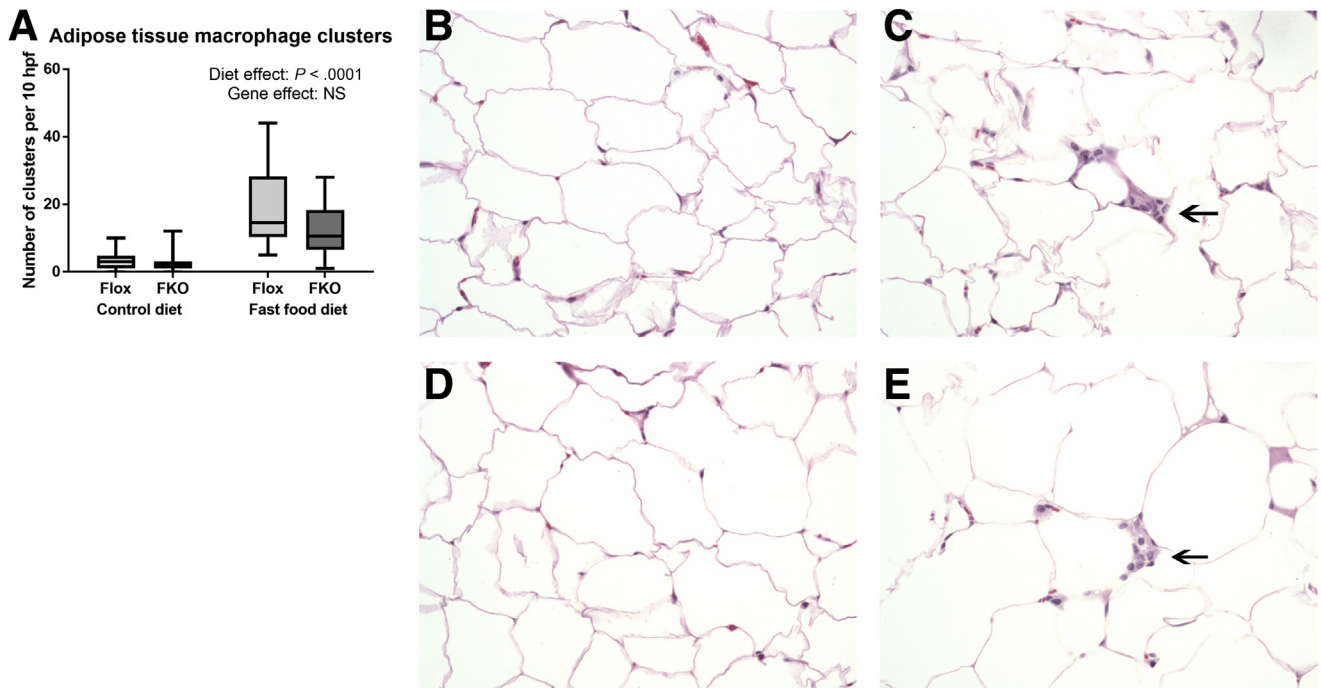 A
Adipose tissue macrophage clusters
Number of clusters per 10 hpf
60
40
20
0
Diet effect: P < .0001
Gene effect: NS
Flox FKO Flox FKO
Control diet Fast food diet
B
C
D
E